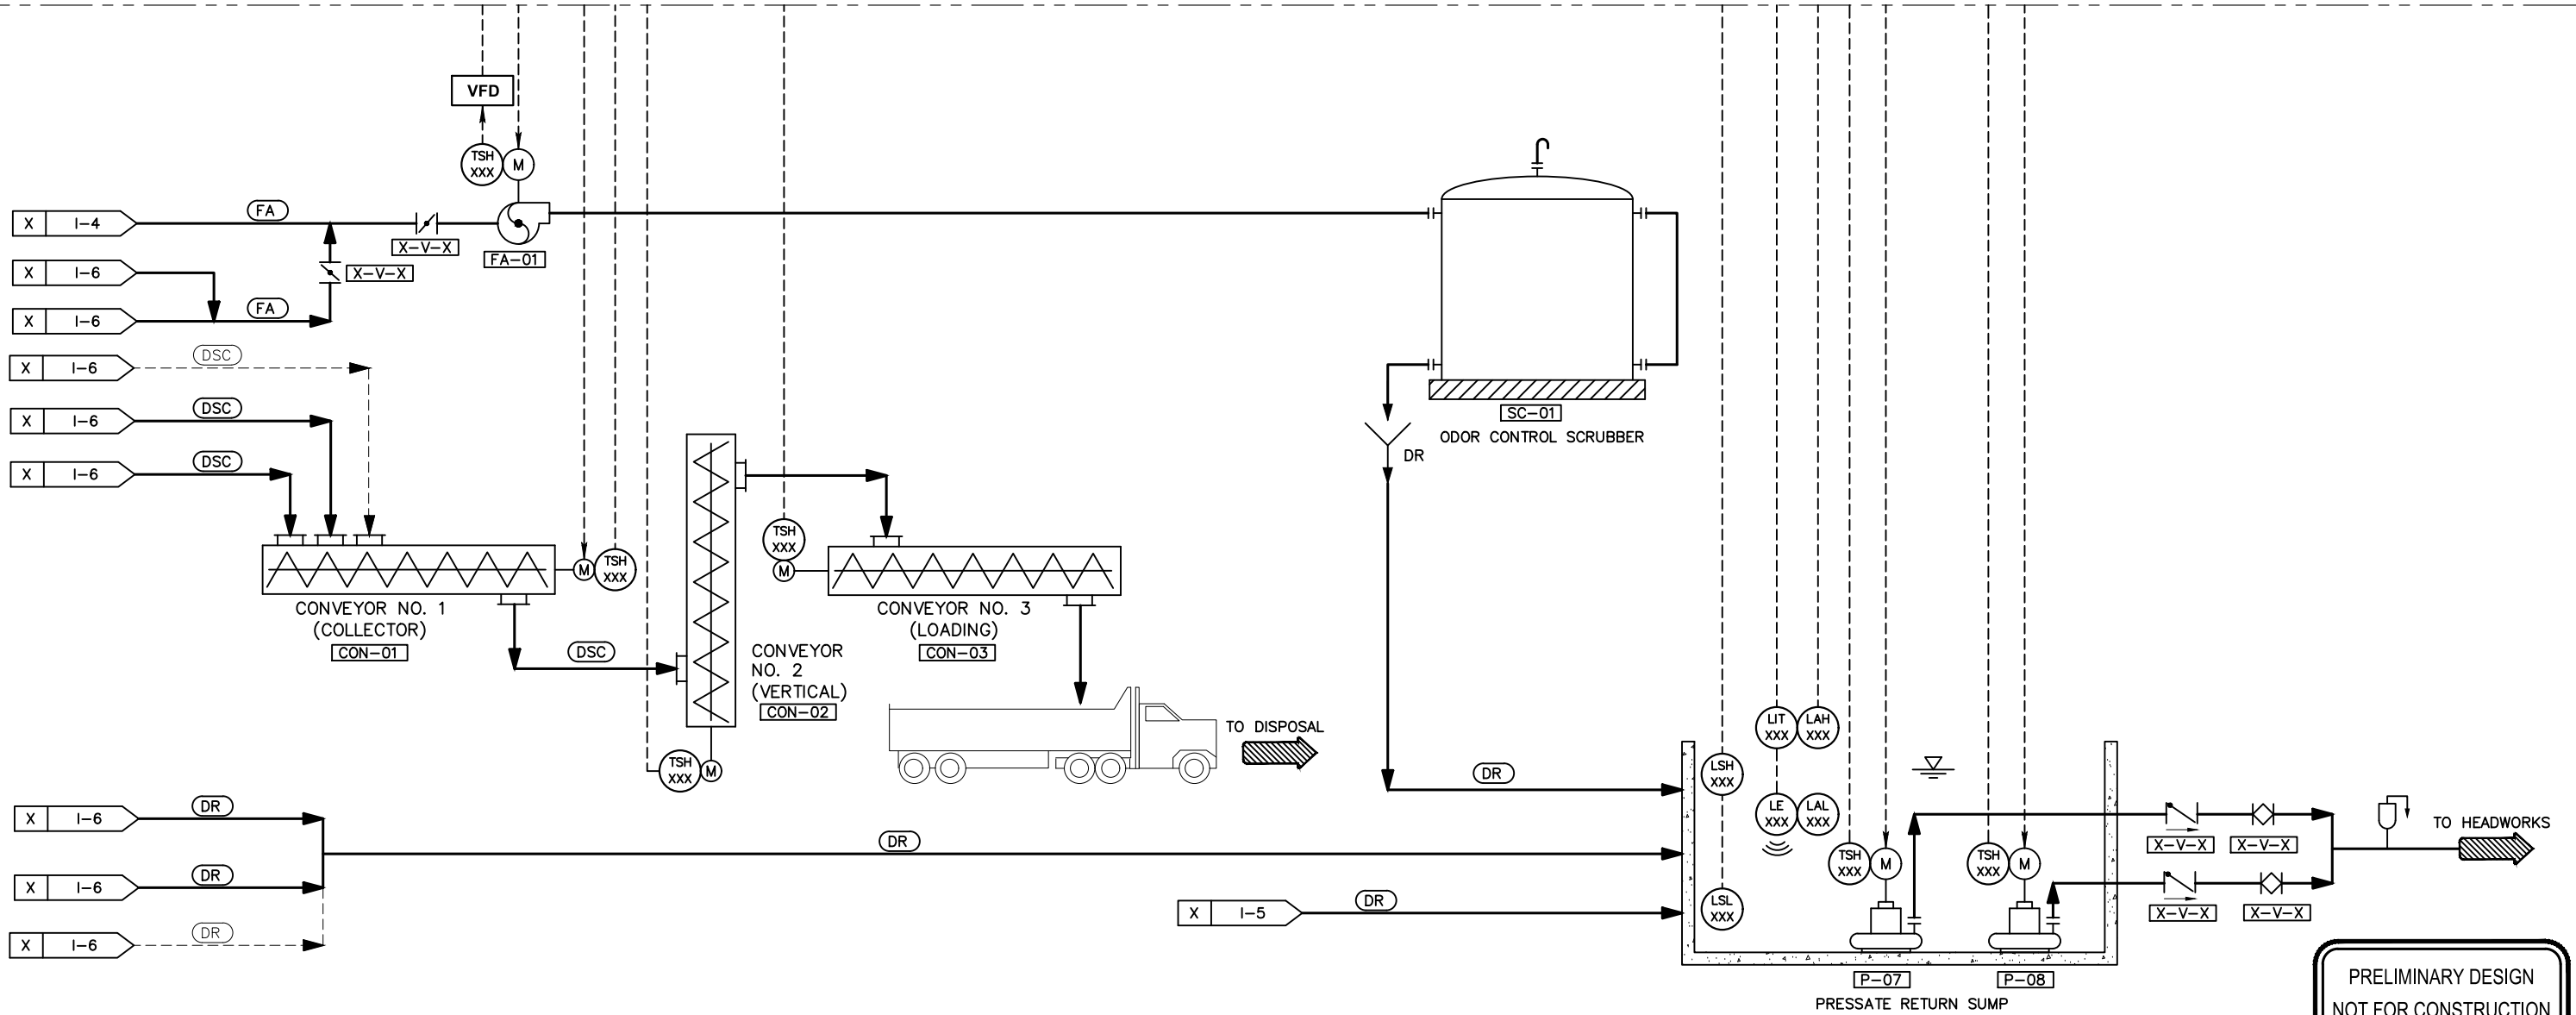 VFD
TSH
XXX
M
X I-4
FA
X-V-X
FA-01
X I-6
X-V-X
X I-6
FA
X I-6
DSC
X I-6
DSC
X I-6
DSC
SC-01
ODOR CONTROL SCRUBBER
DR
M
TSH
XXX
TSH
XXX
M
CONVEYOR NO. 1
(COLLECTOR)
CON-01
DSC
CONVEYOR
NO. 2
(VERTICAL)
CON-02
TSH
XXX
M
CONVEYOR NO. 3
(LOADING)
CON-03
TO DISPOSAL
DR
X I-6
DR
X I-6
DR
X I-6
DR
DR
X I-5
DR
LSH
XXX
LIT
XXX
LAH
XXX
LE
XXX
LAL
XXX
LSL
XXX
TSH
XXX
M
TSH
XXX
M
P-07
P-08
PRESSATE RETURN SUMP
X-V-X
X-V-X
X-V-X
X-V-X
TO HEADWORKS
PRELIMINARY DESIGN
NOT FOR CONSTRUCTION